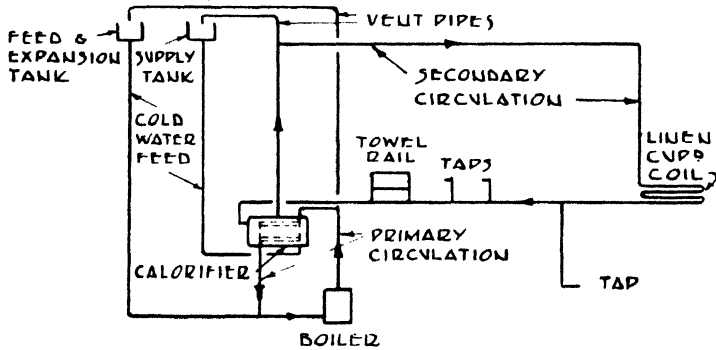 VENT PIPES
FEED &
EXPANSION
TANK
SUPPLY
TANK
SECONDARY
CIRCULATION
COLD
WATER
FEED
TOWEL
RAIL
TAPS
LINEN
CUPD
COIL
PRIMARY
CIRCULATION
CALORIFIER
TAP
BOILER